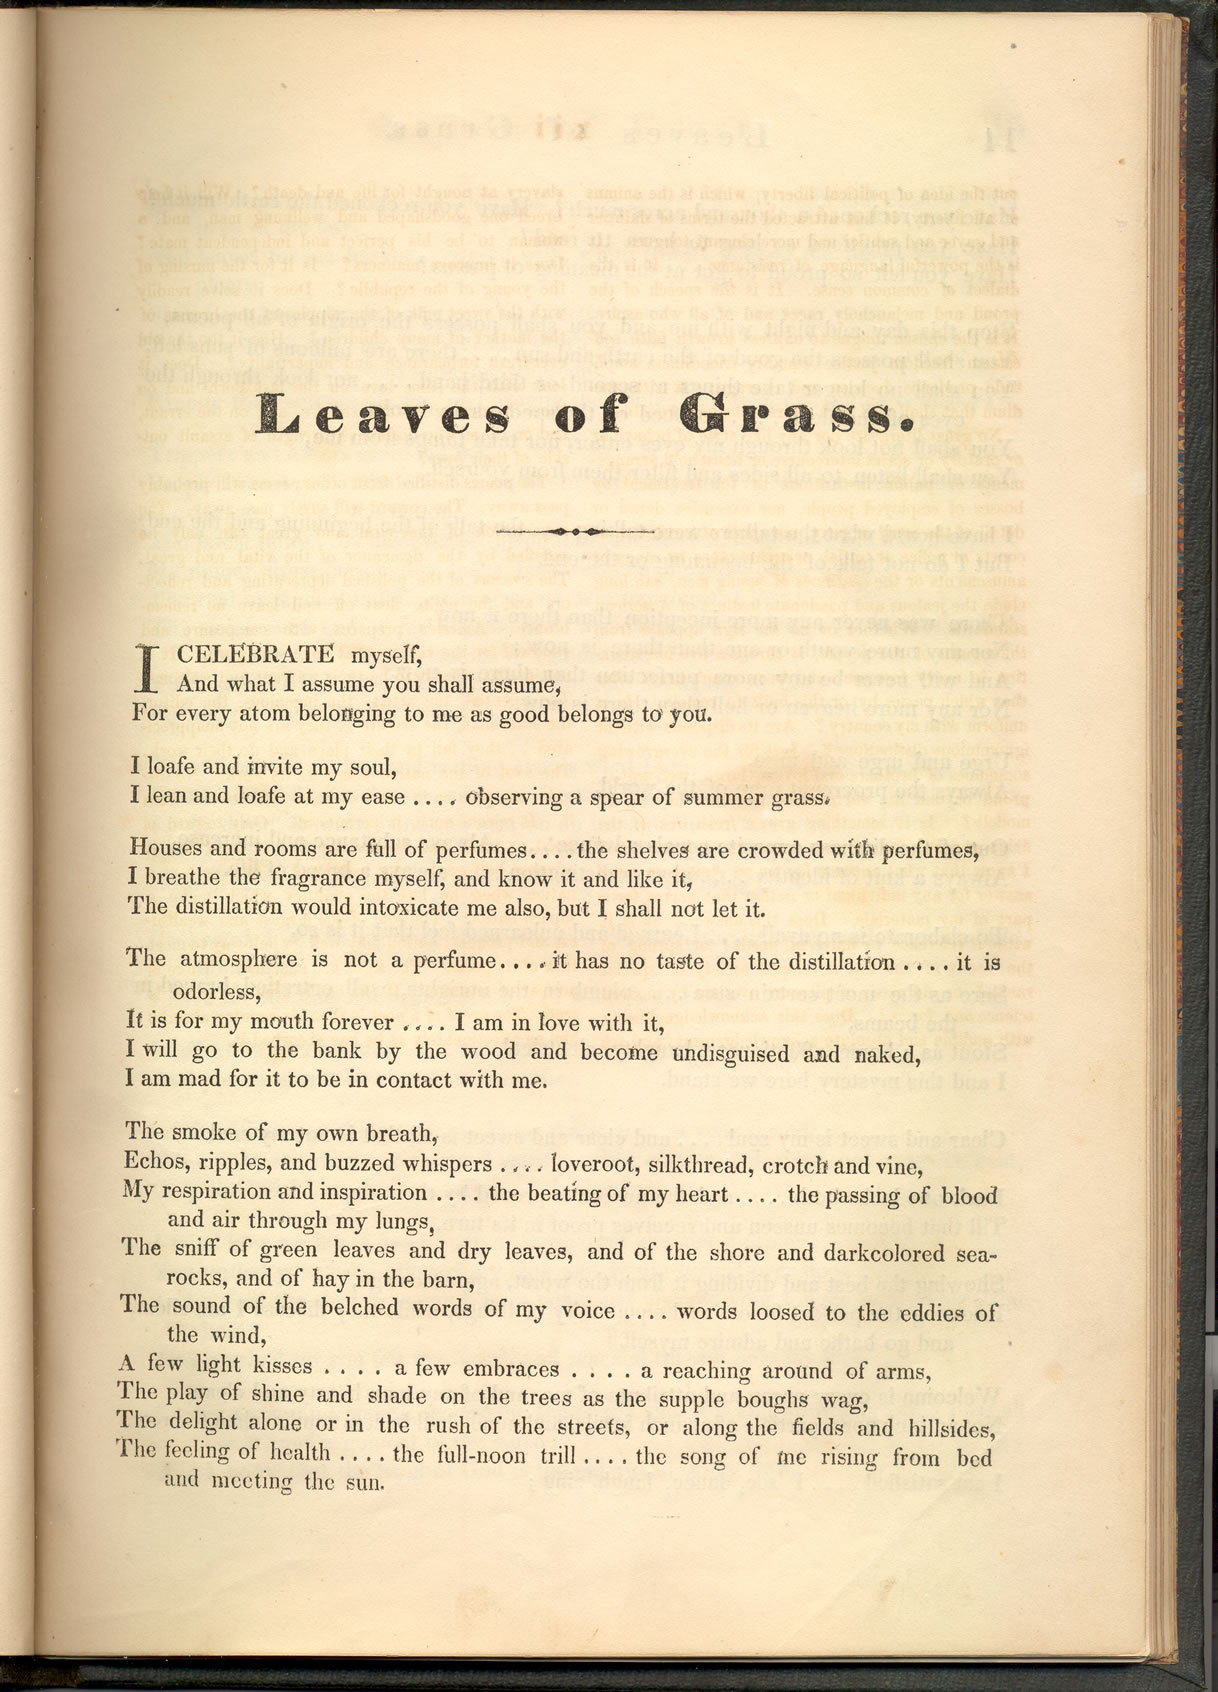 Leaves of Grass.
I CELEBRATE myself,
And what I assume you shall assume,
For every atom belonging to me as good belongs to you.
I loafe and invite my soul,
I lean and loafe at my ease . . . . observing a spear of summer grass.
Houses and rooms are full of perfumes. . . . the shelves are crowded with perfumes,
I breathe the fragrance myself, and know it and like it,
The distillation would intoxicate me also, but I shall not let it.
The atmosphere is not a perfume. . . . it has no taste of the distillation . . . . it is
odorless,
It is for my mouth forever . . . . I am in love with it,
I will go to the bank by the wood and become undisguised and naked,
I am mad for it to be in contact with me.
The smoke of my own breath,
Echos, ripples, and buzzed whispers . . . . loveroot, silkthread, crotch and vine,
My respiration and inspiration . . . . the beating of my heart . . . . the passing of blood
and air through my lungs,
The sniff of green leaves and dry leaves, and of the shore and darkcolored sea-
rocks, and of hay in the barn,
The sound of the belched words of my voice . . . . words loosed to the eddies of
the wind,
A few light kisses . . . . a few embraces . . . . a reaching around of arms,
The play of shine and shade on the trees as the supple boughs wag,
The delight alone or in the rush of the streets, or along the fields and hillsides,
The feeling of health . . . . the full-noon trill . . . . the song of me rising from bed
and meeting the sun.